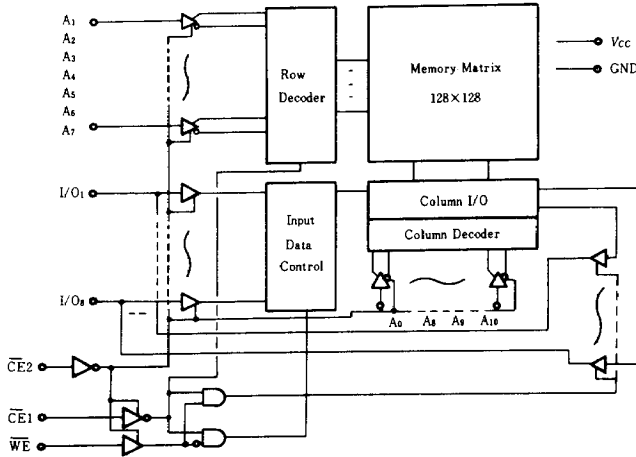 A1
A2
A3
A4
A5
A6
A7
Row
Decoder
Memory Matrix
128×128
VCC
GND
I/O1
I/O8
Input
Data
Control
Column I/O
Column Decoder
A0 A8 A9 A10
CE2
CE1
WE